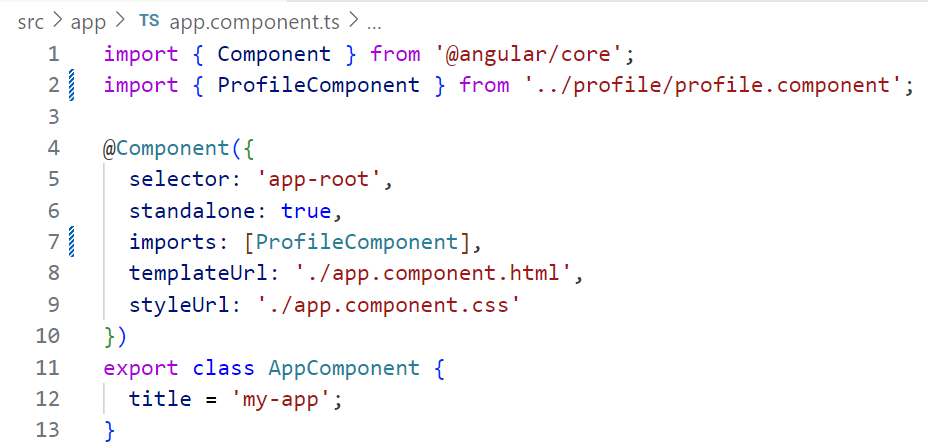 src > app > TS app.component.ts > ...
1 import { Component } from '@angular/core';
2 import { ProfileComponent } from '../profile/profile.component';
3
4 @Component({
5 selector: 'app-root',
6 standalone: true,
7 imports: [ProfileComponent],
8 templateUrl: './app.component.html',
9 styleUrl: './app.component.css'
10 })
11 export class AppComponent {
12 title = 'my-app';
13 }